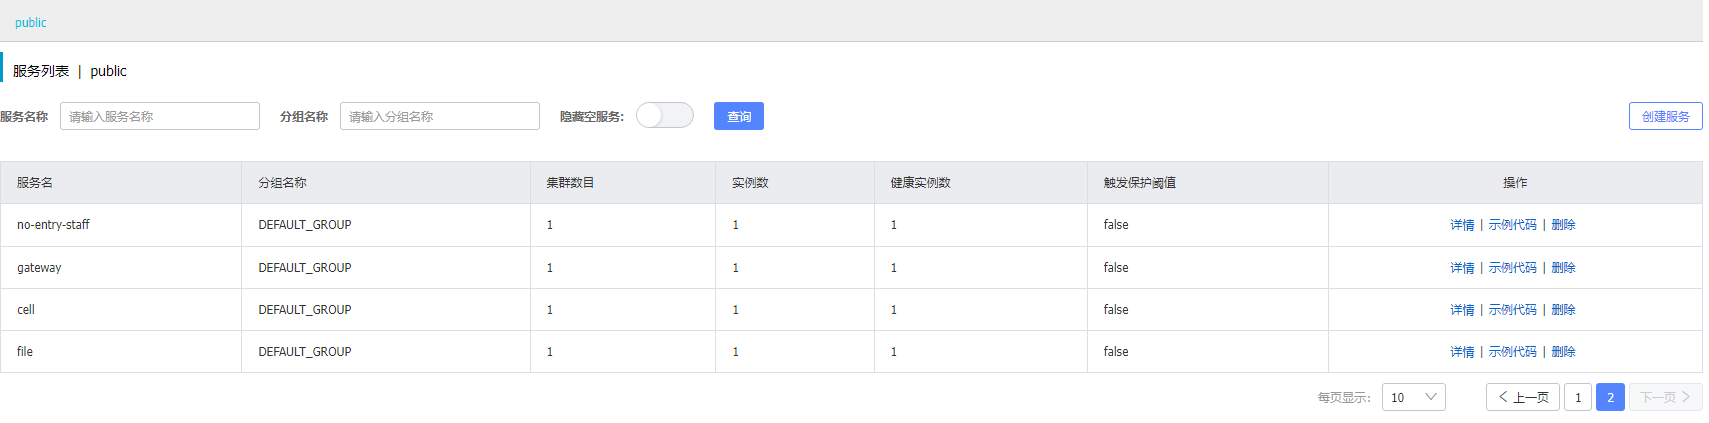 public
服务列表 | public
服务名称 请输入服务名称 分组名称 请输入分组名称 隐藏空服务: 查询 创建服务
服务名 分组名称 集群数目 实例数 健康实例数 触发保护阈值 操作
no-entry-staff DEFAULT_GROUP 1 1 1 false 详情 | 示例代码 | 删除
gateway DEFAULT_GROUP 1 1 1 false 详情 | 示例代码 | 删除
cell DEFAULT_GROUP 1 1 1 false 详情 | 示例代码 | 删除
file DEFAULT_GROUP 1 1 1 false 详情 | 示例代码 | 删除
每页显示: 10 上一页 1 2 下一页